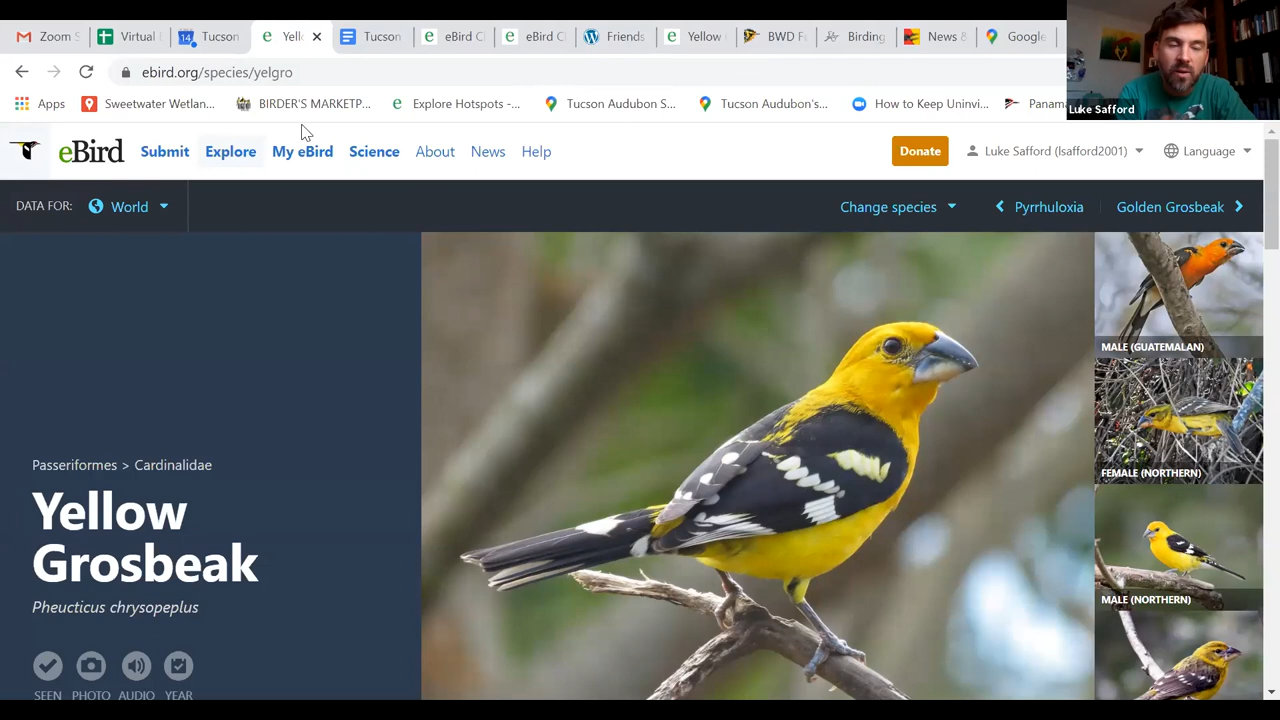 Zoom S
Virtual
Tucson
Yell
Tucson
eBird C
eBird C
Friends
Yellow
BWD F
Birding
News &
Google
ebird.org/species/yelgro
Apps
Sweetwater Wetlan...
BIRDER'S MARKETP...
Explore Hotspots -...
Tucson Audubon S...
Tucson Audubon's...
How to Keep Uninvi...
Panam
Luke Safford
eBird
Submit
Explore
My eBird
Science
About
News
Help
Donate
Luke Safford (lsafford2001)
Language
DATA FOR:
World
Change species
Pyrrhuloxia
Golden Grosbeak
MALE (GUATEMALAN)
FEMALE (NORTHERN)
MALE (NORTHERN)
Passeriformes > Cardinalidae
Yellow
Grosbeak
Pheucticus chrysopeplus
SEEN
PHOTO
AUDIO
YEAR